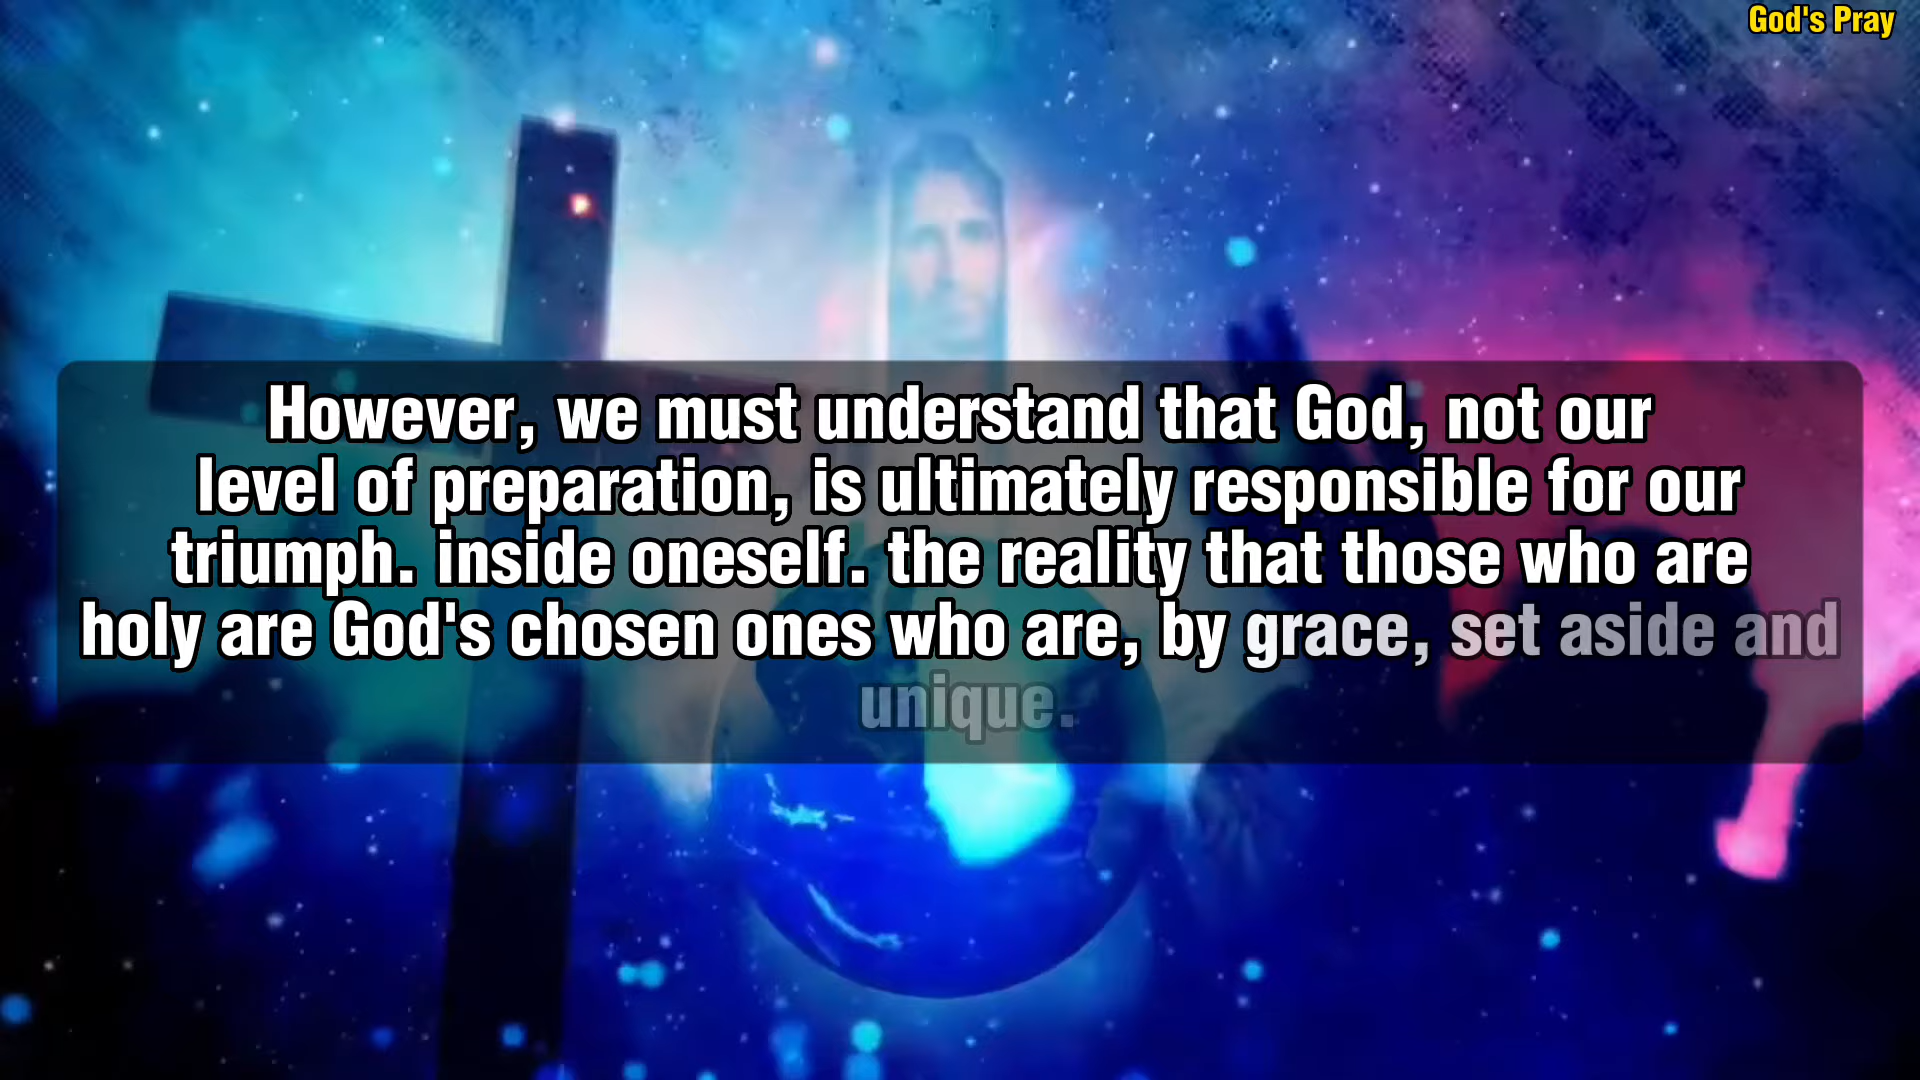 God's Pray
However, we must understand that God, not our
level of preparation, is ultimately responsible for our
triumph. inside oneself. the reality that those who are
holy are God's chosen ones who are, by grace, set aside and
unique.